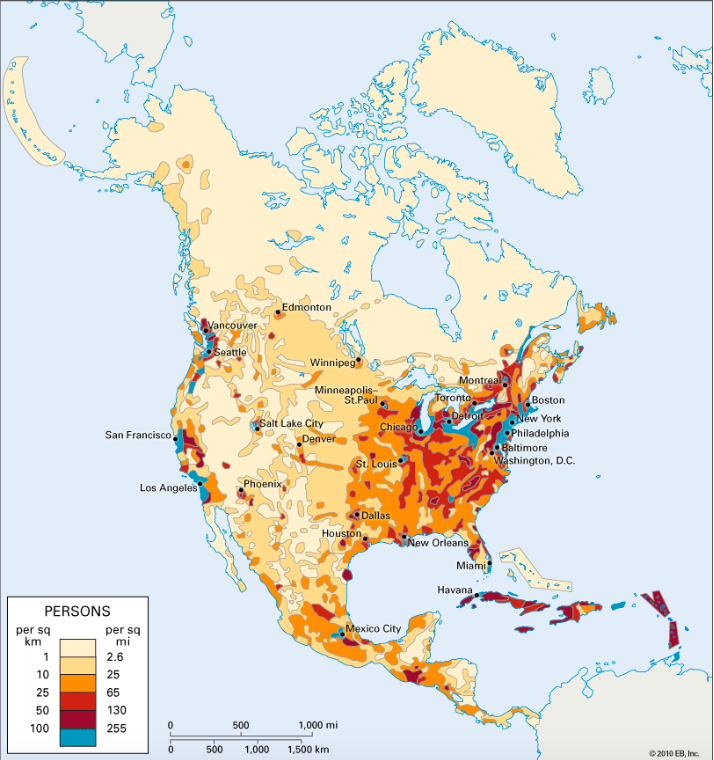 Edmonton
Vancouver
Seattle
Winnipeg
Minneapolis–
St.Paul
Montreal
Toronto
Boston
Detroit
New York
Chicago
Philadelphia
Salt Lake City
San Francisco
Denver
Baltimore
Washington, D.C.
St. Louis
Los Angeles
Phoenix
Dallas
Houston
New Orleans
Miami
Havana
Mexico City
PERSONS
per sq
km
per sq
mi
1
2.6
10
25
25
65
50
130
100
255
0
500
1,000 mi
0
500
1,000
1,500 km
© 2010 EB, Inc.